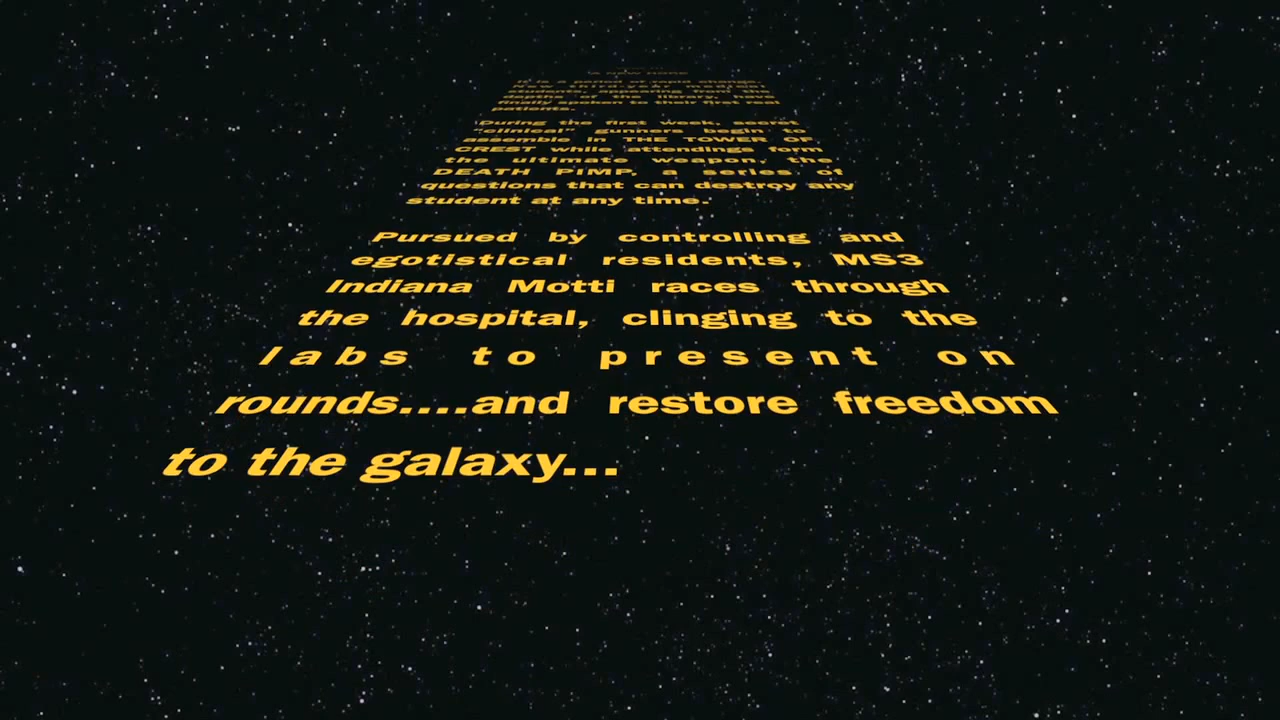 A NEW HOPE
It is a period of rapid change.
New third-year medical
students, appearing from the
depths of the library, have
finally spoken to their first real
patients.
During the first week, secret
"clinical" gunners begin to
assemble in THE TOWER OF
CREST while attendings form
the ultimate weapon, the
DEATH PIMP, a series of
questions that can destroy any
student at any time.
Pursued by controlling and
egotistical residents, MS3
Indiana Motti races through
the hospital, clinging to the
labs to present on
rounds....and restore freedom
to the galaxy...